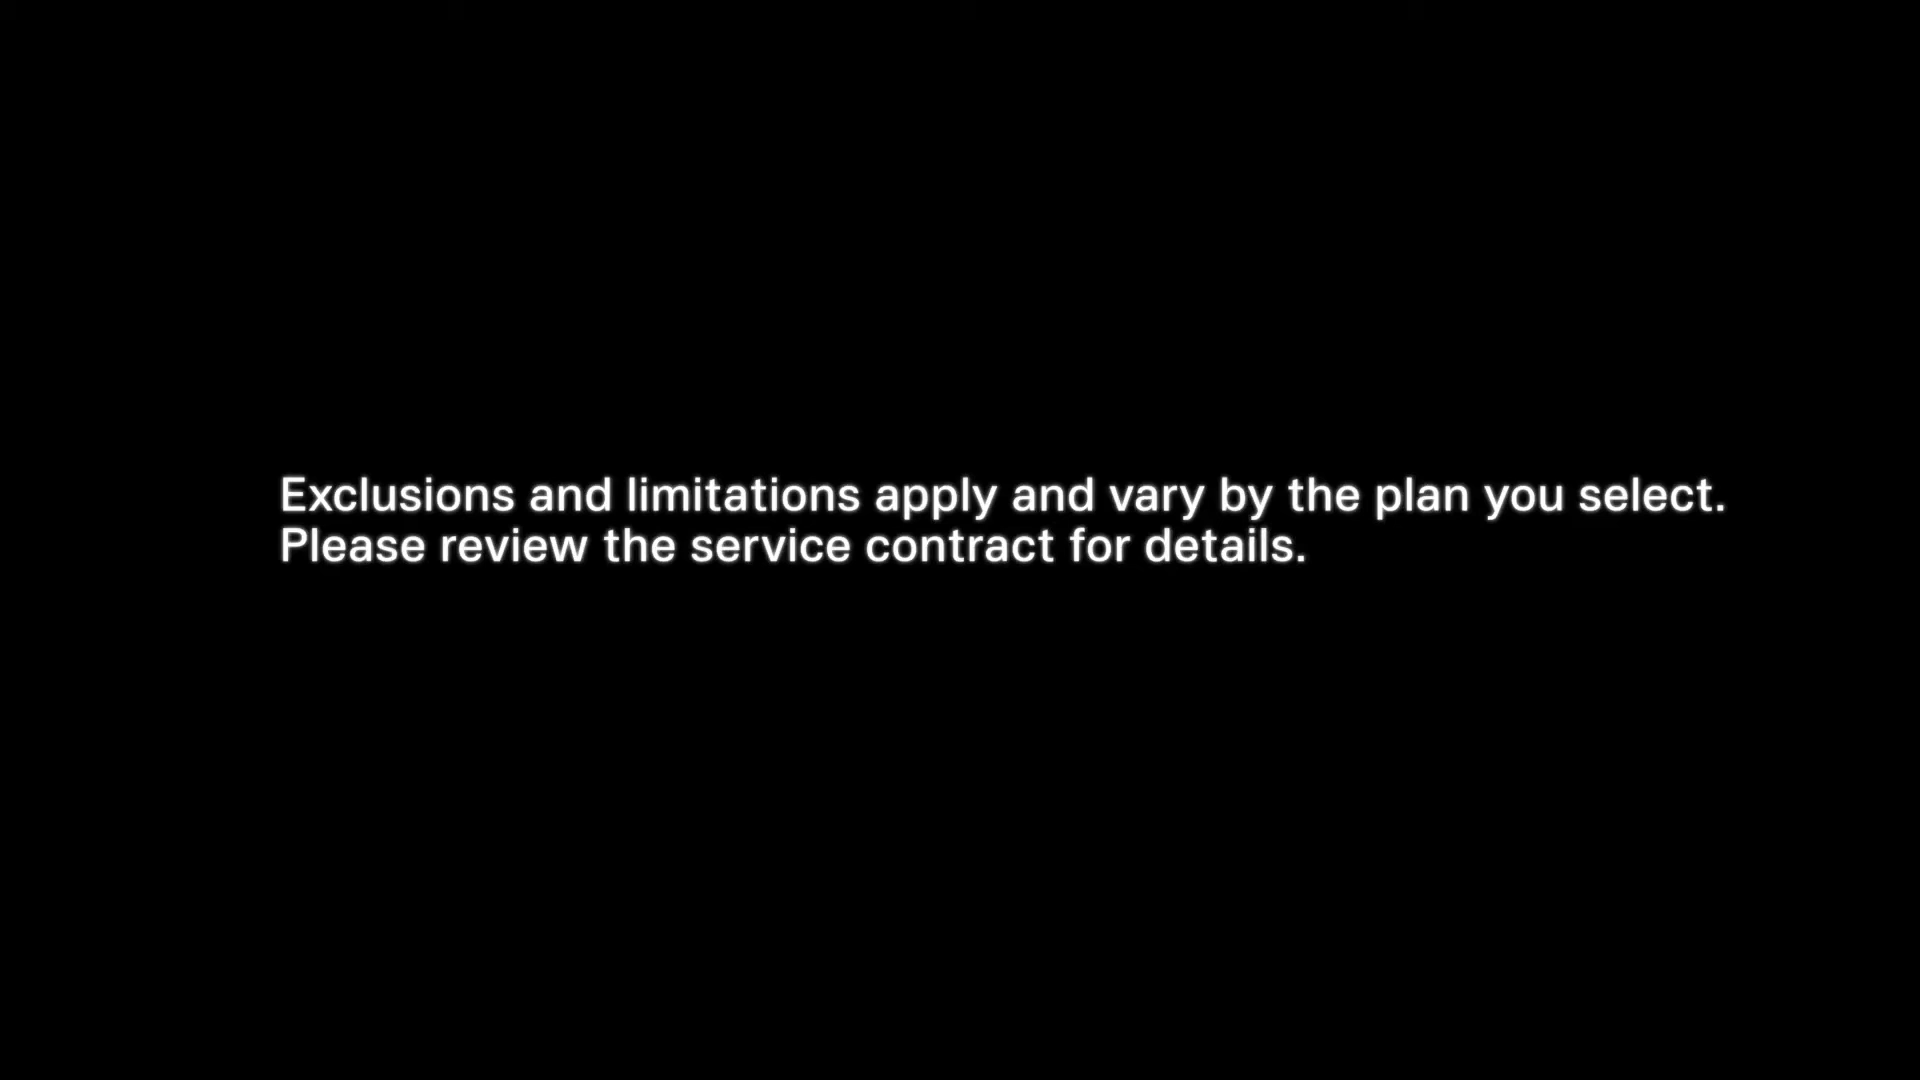 Exclusions and limitations apply and vary by the plan you select.
Please review the service contract for details.